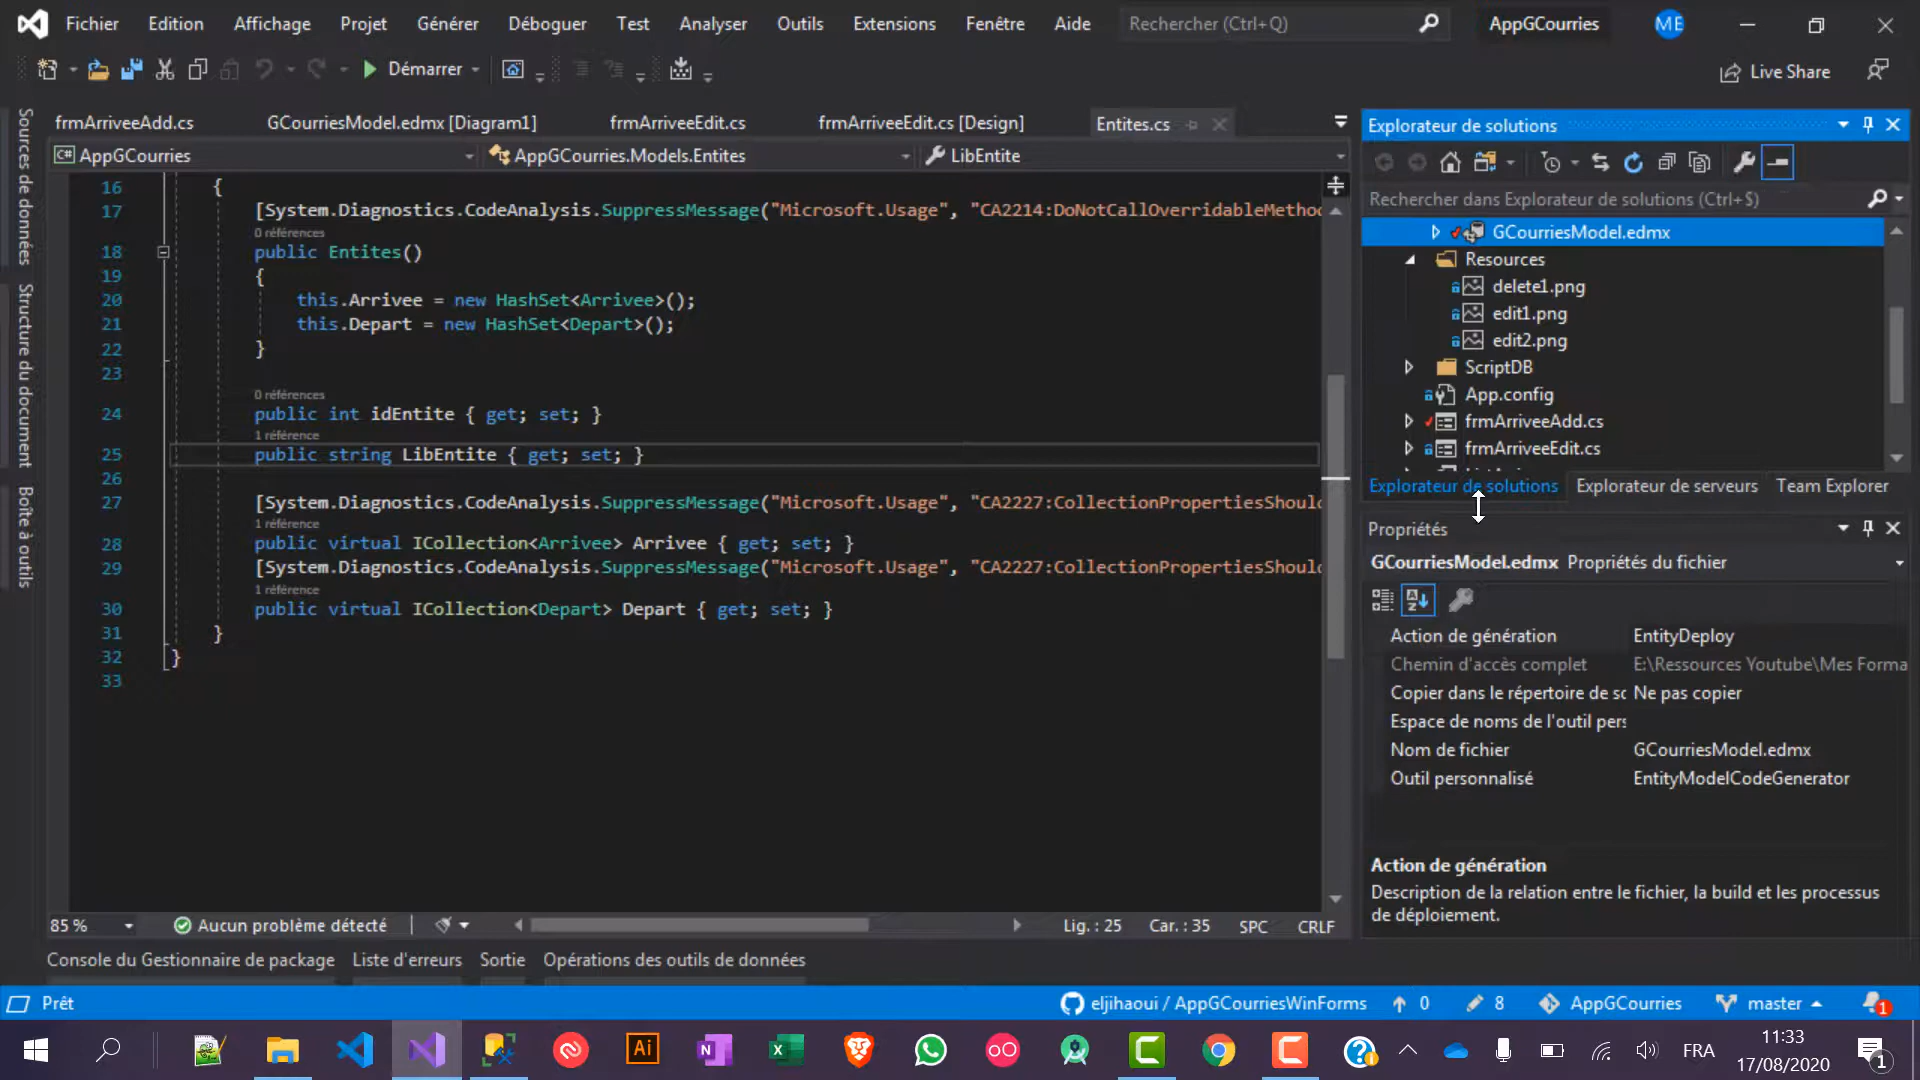 Fichier Edition Affichage Projet Générer Déboguer Test Analyser Outils Extensions Fenêtre Aide Rechercher (Ctrl+Q) AppGCourries ME
Démarrer Live Share
frmArriveeAdd.cs GCourriesModel.edmx [Diagram1] frmArriveeEdit.cs frmArriveeEdit.cs [Design] Entites.cs
C# AppGCourries AppGCourries.Models.Entites LibEntite
Sources de données
Structure du document
Boîte à outils
16 {
17 [System.Diagnostics.CodeAnalysis.SuppressMessage("Microsoft.Usage", "CA2214:DoNotCallOverridableMethod
0 références
18 public Entites()
19 {
20 this.Arrivee = new HashSet<Arrivee>();
21 this.Depart = new HashSet<Depart>();
22 }
23
0 références
24 public int idEntite { get; set; }
1 référence
25 public string LibEntite { get; set; }
26
27 [System.Diagnostics.CodeAnalysis.SuppressMessage("Microsoft.Usage", "CA2227:CollectionPropertiesShoul
1 référence
28 public virtual ICollection<Arrivee> Arrivee { get; set; }
29 [System.Diagnostics.CodeAnalysis.SuppressMessage("Microsoft.Usage", "CA2227:CollectionPropertiesShoul
1 référence
30 public virtual ICollection<Depart> Depart { get; set; }
31 }
32 }
33
85 % Aucun problème détecté Lig. : 25 Car. : 35 SPC CRLF
Explorateur de solutions
Rechercher dans Explorateur de solutions (Ctrl+$)
GCourriesModel.edmx
Resources
delete1.png
edit1.png
edit2.png
ScriptDB
App.config
frmArriveeAdd.cs
frmArriveeEdit.cs
Explorateur de solutions Explorateur de serveurs Team Explorer
Propriétés
GCourriesModel.edmx Propriétés du fichier
Action de génération EntityDeploy
Chemin d'accès complet E:\Ressources Youtube\Mes Forma
Copier dans le répertoire de sc Ne pas copier
Espace de noms de l'outil pers
Nom de fichier GCourriesModel.edmx
Outil personnalisé EntityModelCodeGenerator
Action de génération
Description de la relation entre le fichier, la build et les processus
de déploiement.
Console du Gestionnaire de package Liste d'erreurs Sortie Opérations des outils de données
Prêt eljihaoui / AppGCourriesWinForms 0 8 AppGCourries master 1
Ai N FRA 11:33
17/08/2020 1